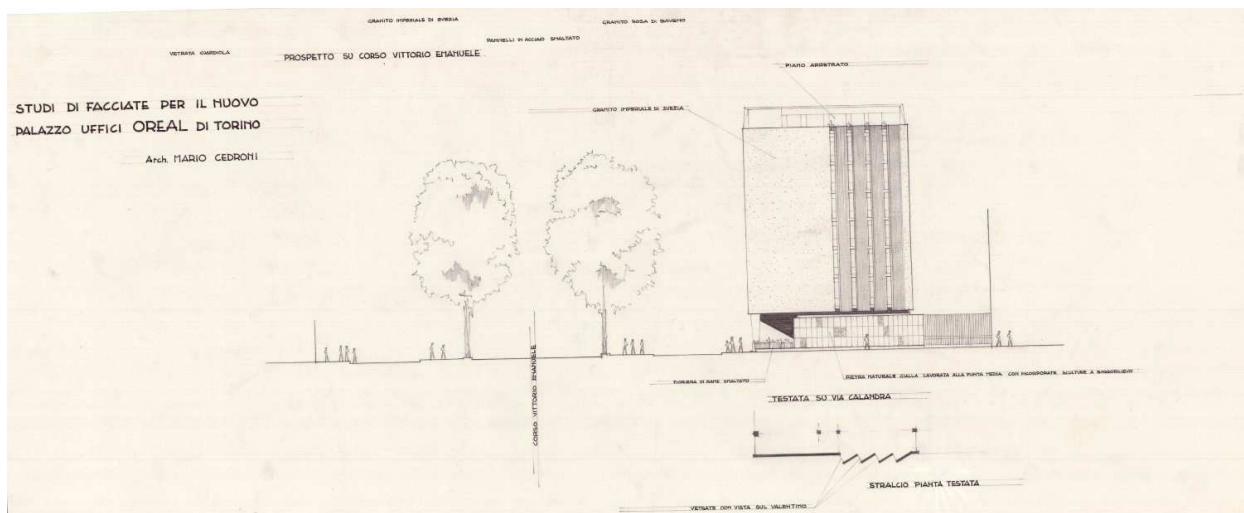 GRANITO IMPERIALE DI SVEZIA
GRANITO ROSA DI BAVENO
PANNELLI IN ACCIAIO SMALTATO
VETRATA GUARDIOLA
PROSPETTO SU CORSO VITTORIO EMANUELE
PIANO ARRETRATO
STUDI DI FACCIATE PER IL NUOVO
PALAZZO UFFICI OREAL DI TORINO
Arch. MARIO CEDRONI
GRANITO IMPERIALE DI SVEZIA
CORSO VITTORIO EMANUELE
FIORIERA DI RAME SMALTATO
PIETRA NATURALE GIALLA LAVORATA ALLA PUNTA MEDIA CON INCORPORATE SCULTURE A BASSORILIEVI
TESTATA SU VIA CALANDRA
STRALCIO PIANTA TESTATA
VETRATE CON VISTA SUL VALENTINO